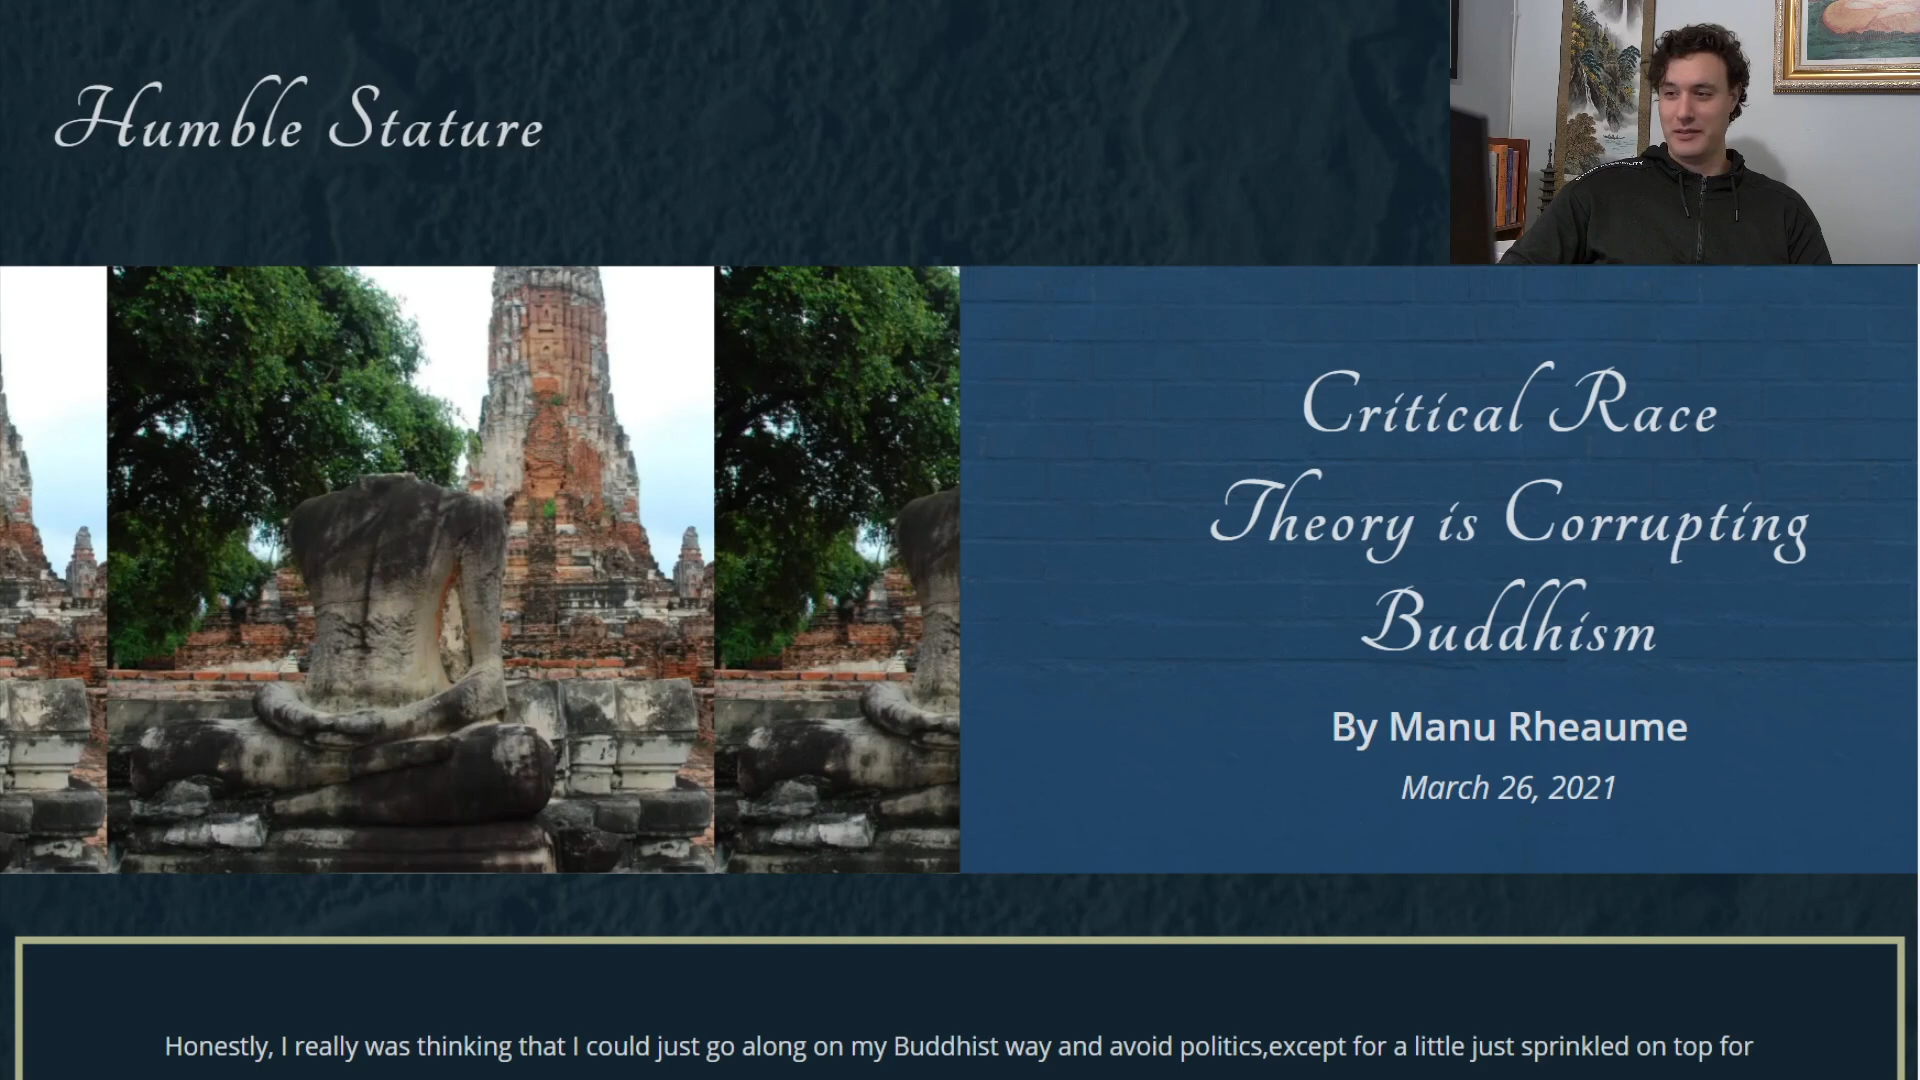 Humble Stature
Critical Race
Theory is Corrupting
Buddhism
By Manu Rheaume
March 26, 2021
Honestly, I really was thinking that I could just go along on my Buddhist way and avoid politics,except for a little just sprinkled on top for